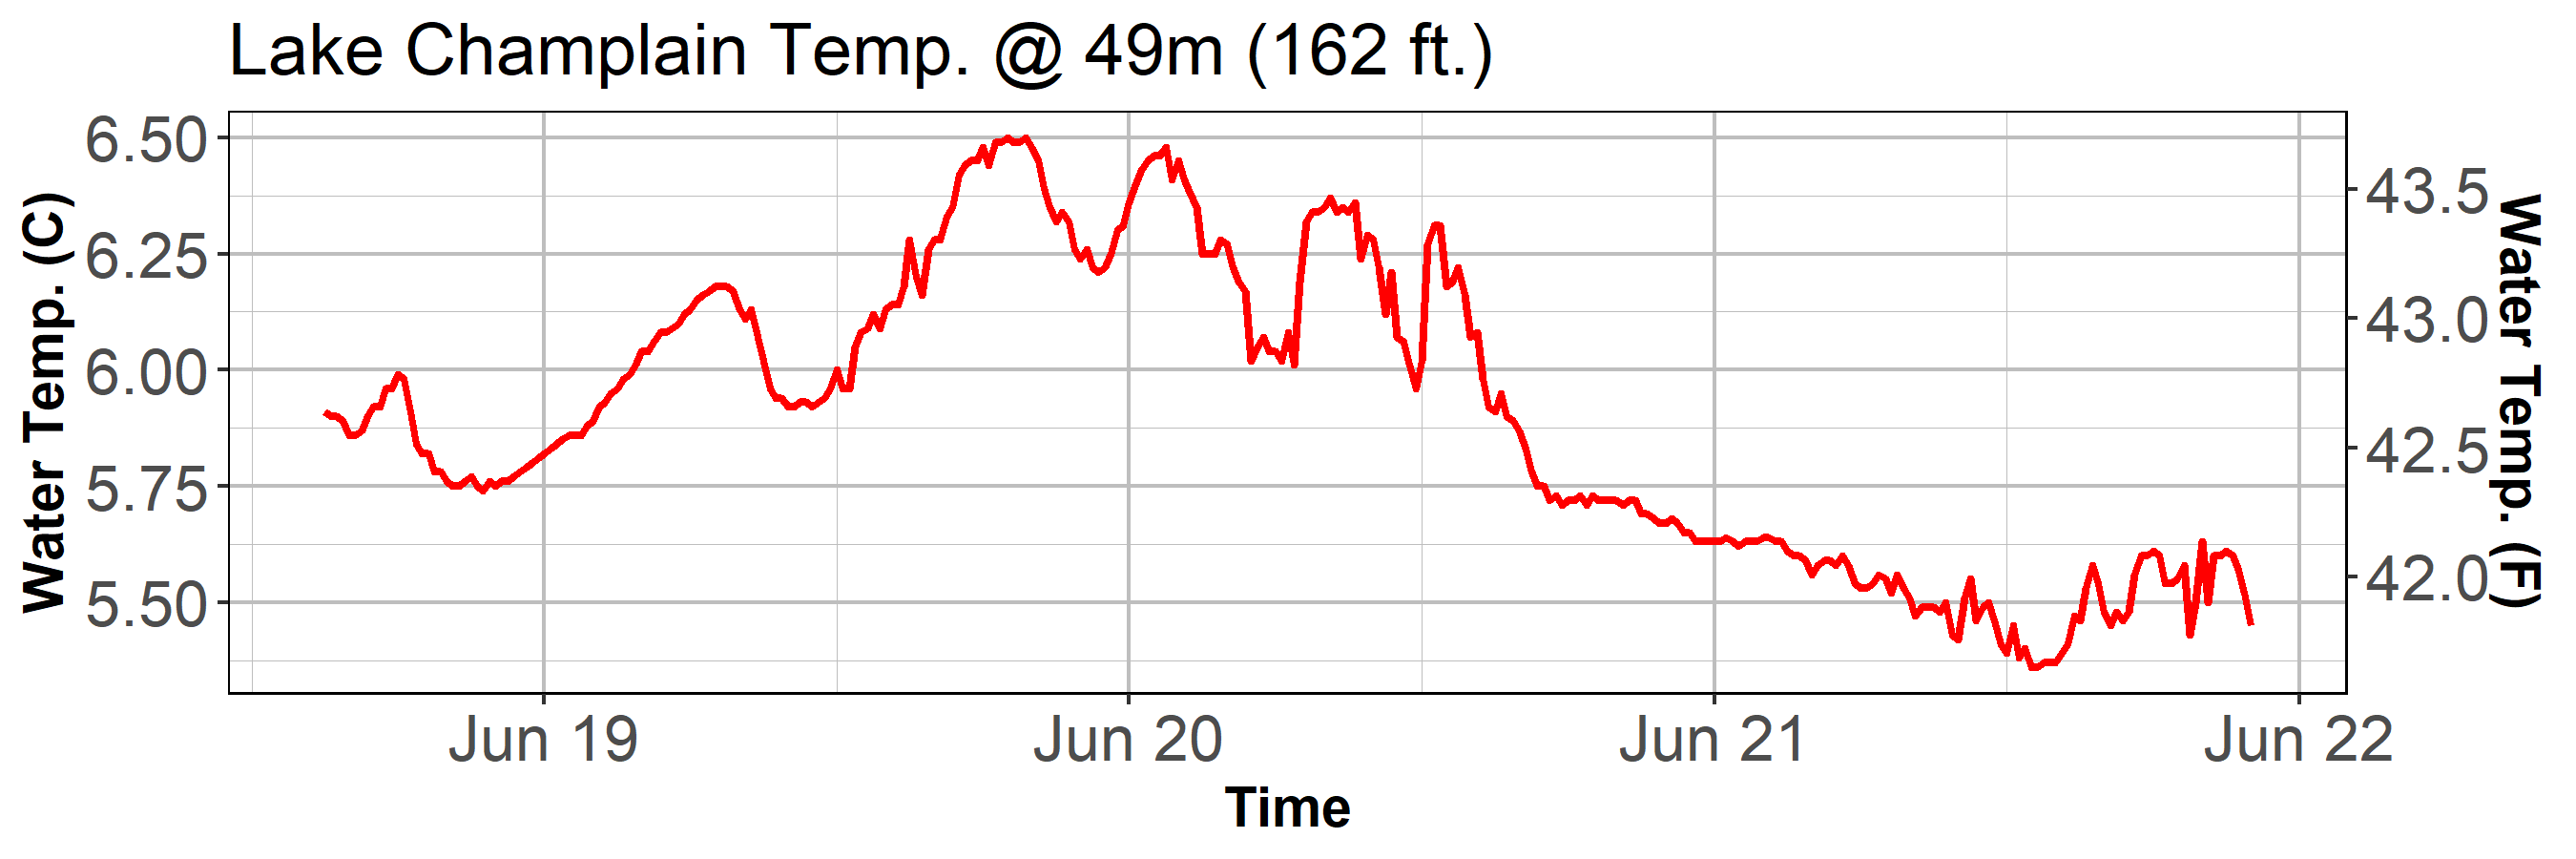 Lake Champlain Temp. @ 49m (162 ft.)
Water Temp. (C)
6.50
6.25
6.00
5.75
5.50
43.5
43.0
42.5
42.0
Water Temp. (F)
Jun 19
Jun 20
Jun 21
Jun 22
Time